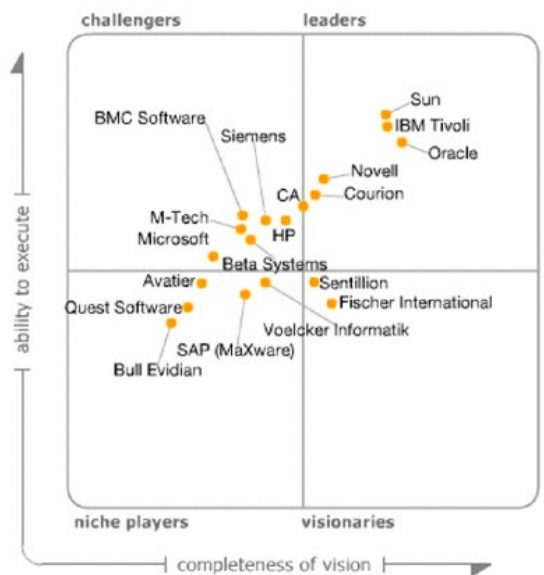 challengers
leaders
Sun
BMC Software
IBM Tivoli
Siemens
Oracle
Novell
CA
Courion
M-Tech
HP
Microsoft
Beta Systems
Avatier
Sentillion
Quest Software
Fischer International
Voelcker Informatik
SAP (MaXware)
Bull Evidian
ability to execute
niche players
visionaries
completeness of vision